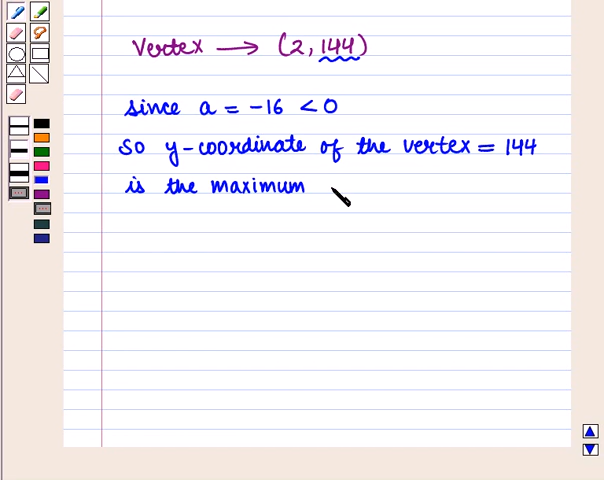 Vertex → (2, 144)
since a = -16 < 0
So y-coordinate of the vertex = 144
is the maximum